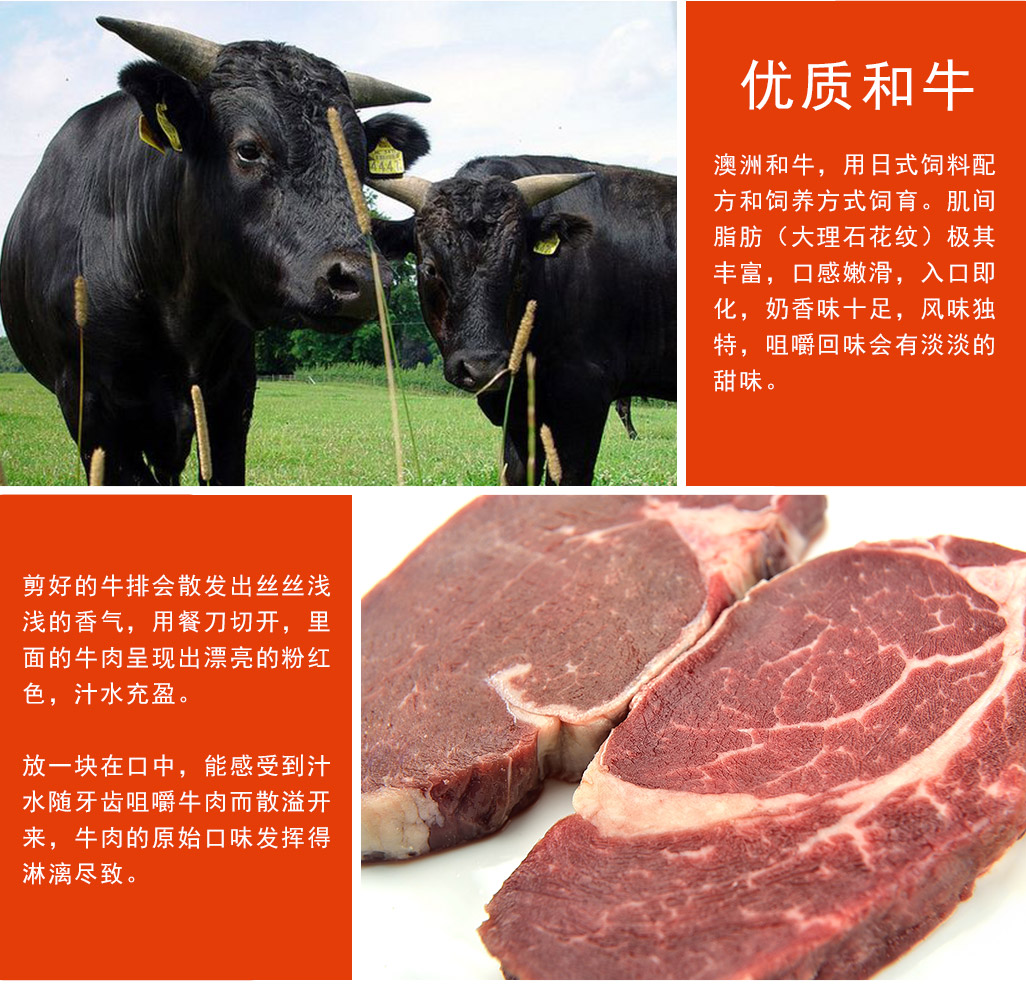 优质和牛
澳洲和牛，用日式饲料配
方和饲养方式饲育。肌间
脂肪（大理石花纹）极其
丰富，口感嫩滑，入口即
化，奶香味十足，风味独
特，咀嚼回味会有淡淡的
甜味。
剪好的牛排会散发出丝丝浅
浅的香气，用餐刀切开，里
面的牛肉呈现出漂亮的粉红
色，汁水充盈。
放一块在口中，能感受到汁
水随牙齿咀嚼牛肉而散溢开
来，牛肉的原始口味发挥得
淋漓尽致。